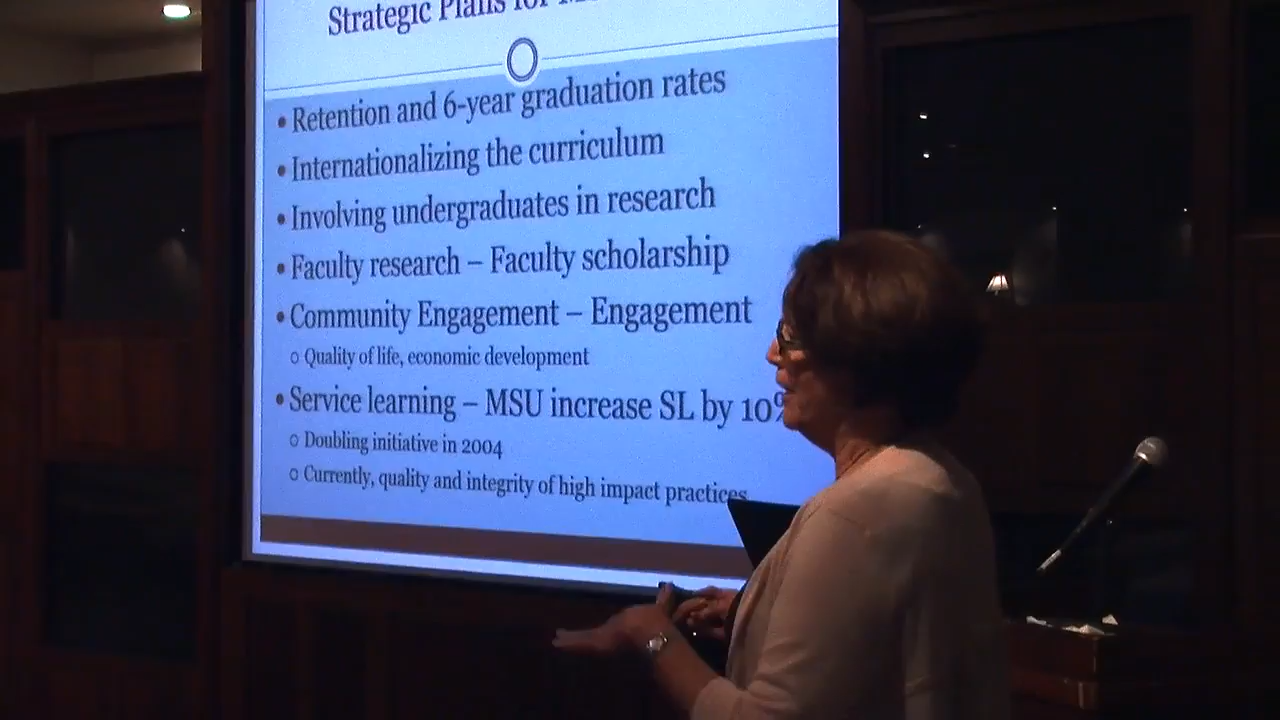 Strategic Plans for
• Retention and 6-year graduation rates
• Internationalizing the curriculum
• Involving undergraduates in research
• Faculty research – Faculty scholarship
• Community Engagement – Engagement
○ Quality of life, economic development
• Service learning – MSU increase SL by 10%
○ Doubling initiative in 2004
○ Currently, quality and integrity of high impact practices